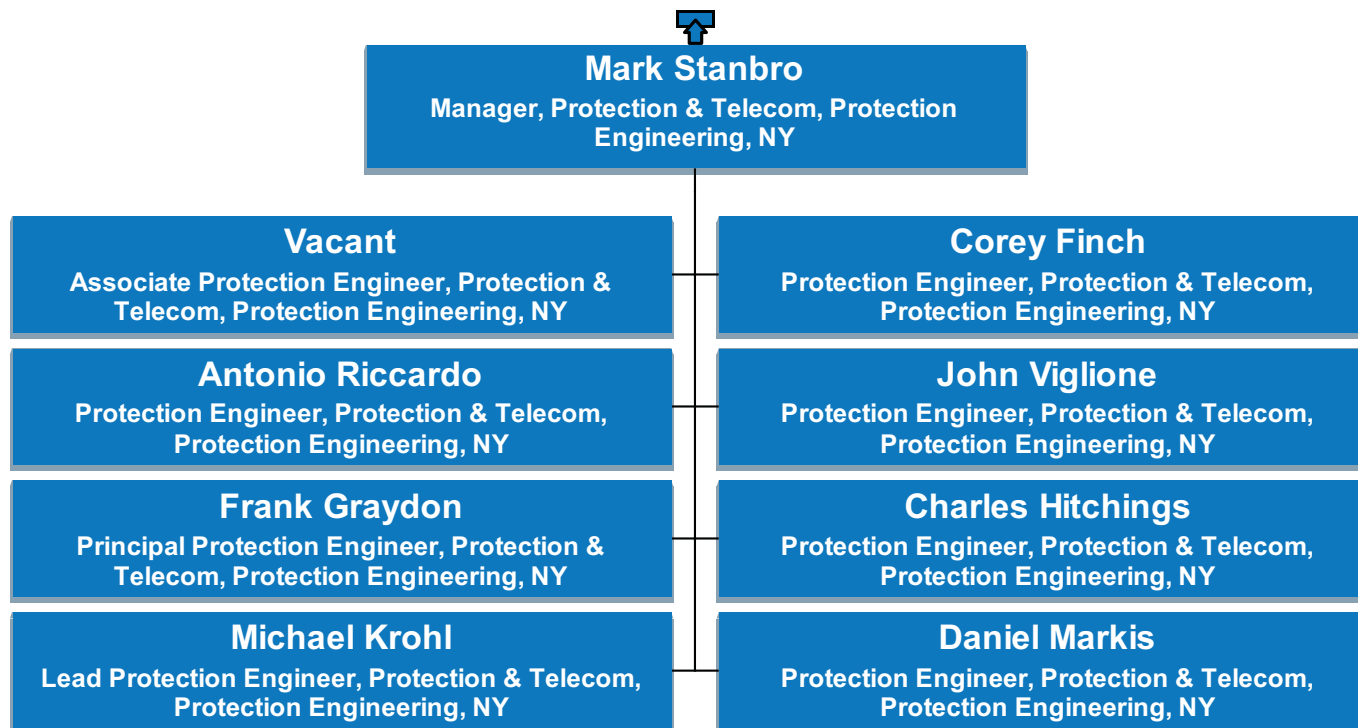 Mark Stanbro
Manager, Protection & Telecom, Protection
Engineering, NY
Vacant
Associate Protection Engineer, Protection &
Telecom, Protection Engineering, NY
Corey Finch
Protection Engineer, Protection & Telecom,
Protection Engineering, NY
Antonio Riccardo
Protection Engineer, Protection & Telecom,
Protection Engineering, NY
John Viglione
Protection Engineer, Protection & Telecom,
Protection Engineering, NY
Frank Graydon
Principal Protection Engineer, Protection &
Telecom, Protection Engineering, NY
Charles Hitchings
Protection Engineer, Protection & Telecom,
Protection Engineering, NY
Michael Krohl
Lead Protection Engineer, Protection & Telecom,
Protection Engineering, NY
Daniel Markis
Protection Engineer, Protection & Telecom,
Protection Engineering, NY